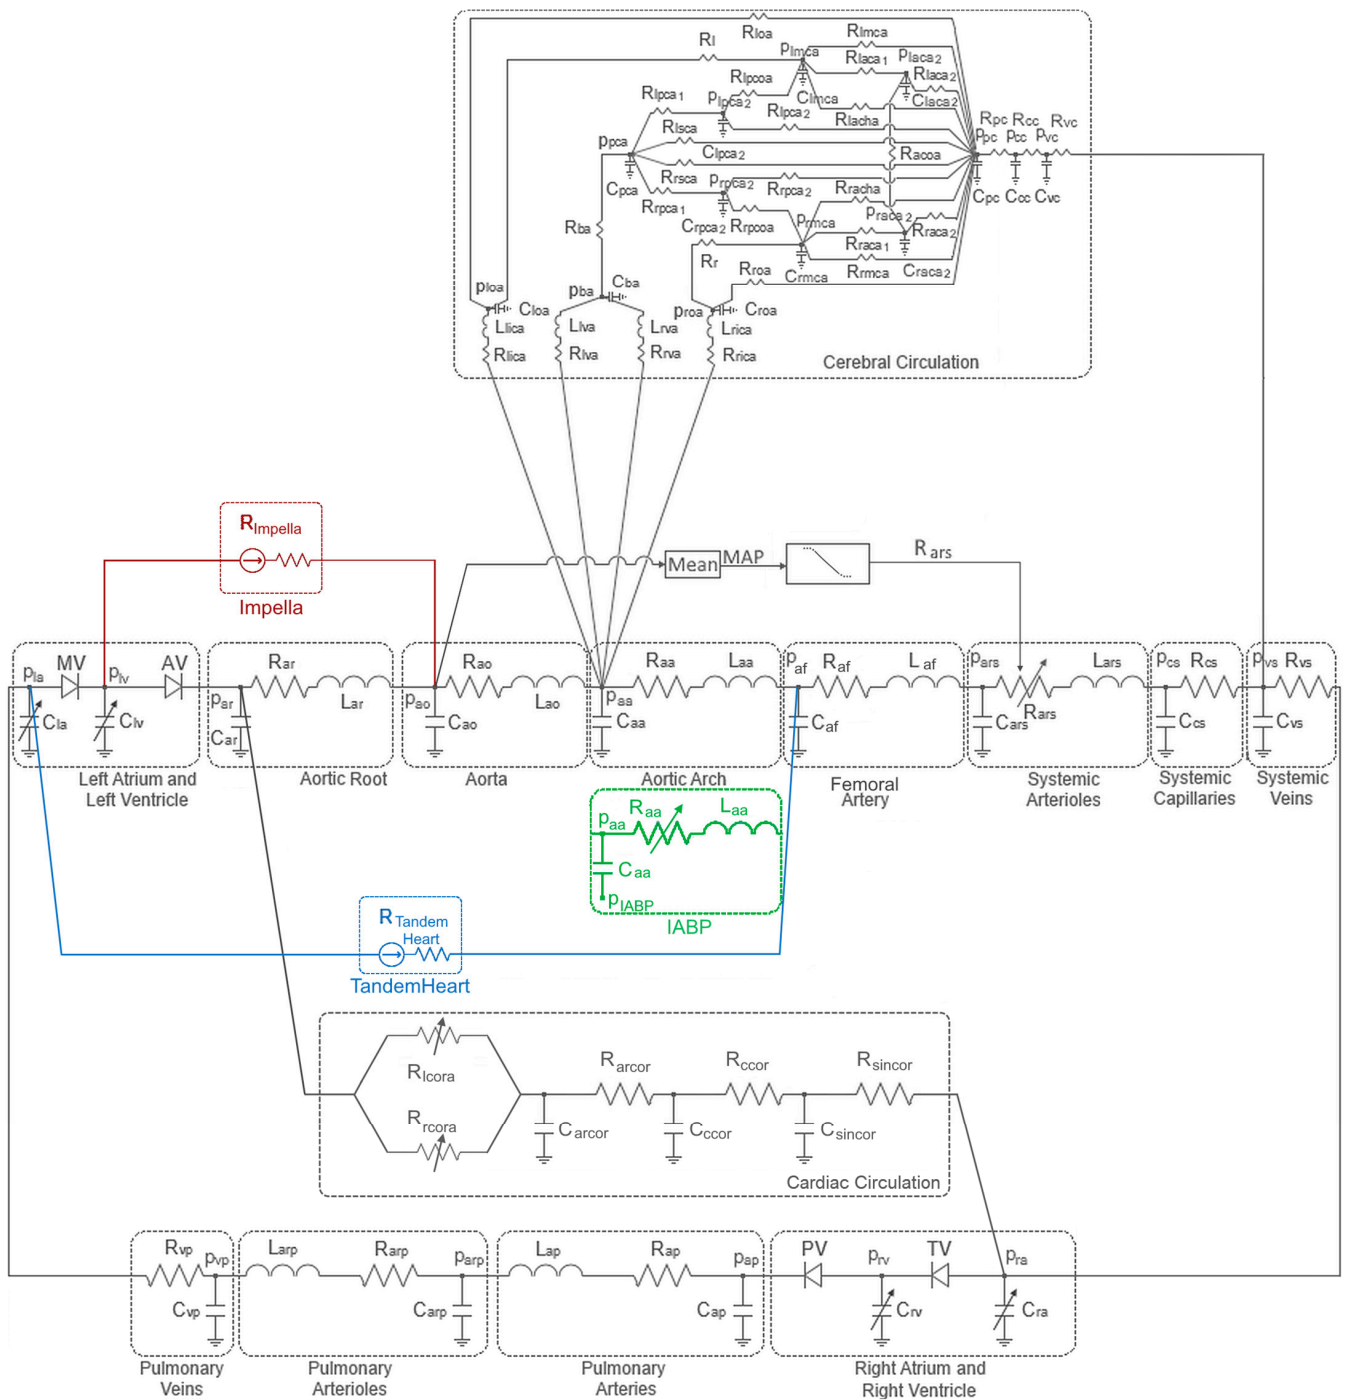 Rloa
Rl
plmca
Rlmca
Rlaca1
placa2
Rlaca2
Rlpcoa
Clmca
Claca2
Rlpca1
plpca2
Rlpca2
Rlacha
Rpc Rcc Rvc
Rlsca
ppca
Clpca2
Racoa
ppc pcc pvc
Cpca
Rrsca
prpca2
Rrpca2
Rracha
Cpc Ccc Cvc
Rrpca1
Rrpcoa
prmca
praca2
Rba
Crpca2
Rraca1
Rraca2
Rr
Rroa
Crmca
Rrmca
Craca2
ploa
Cloa
pba
Cba
proa
Croa
Llica
Llva
Lrva
Lrica
Rlica
Rlva
Rrva
Rrica
Cerebral Circulation
RImpella
Impella
Mean
MAP
Rars
pla
MV
plv
AV
Rar
Rao
Raa
Laa
paf
Raf
Laf
pars
Lars
pcs
Rcs
pvs
Rvs
par
Lar
pao
Lao
paa
Rars
Cla
Clv
Car
Cao
Caa
Caf
Cars
Ccs
Cvs
Left Atrium and
Left Ventricle
Aortic Root
Aorta
Aortic Arch
Femoral
Artery
Systemic
Arterioles
Systemic
Capillaries
Systemic
Veins
paa
Raa
Laa
Caa
pIABP
IABP
RTandem
Heart
TandemHeart
Rlcora
Rrcora
Rarcor
Rccor
Rsincor
Carcor
Cccor
Csincor
Cardiac Circulation
Rvp
pvp
Larp
Rarp
parp
Lap
Rap
pap
PV
prv
TV
pra
Cvp
Carp
Cap
Crv
Cra
Pulmonary
Veins
Pulmonary
Arterioles
Pulmonary
Arteries
Right Atrium and
Right Ventricle